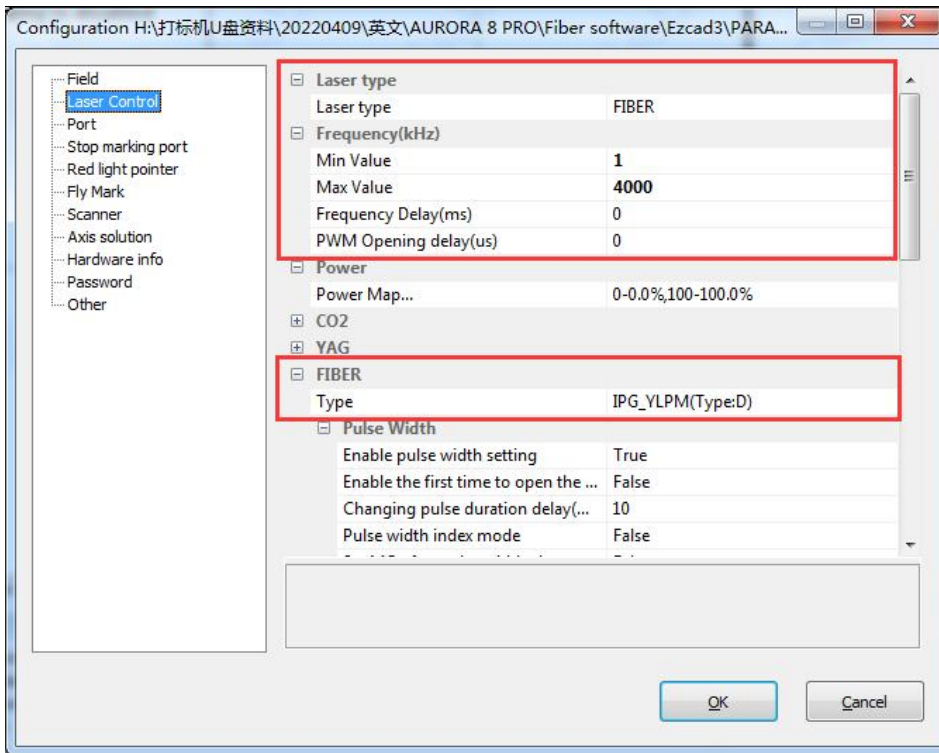 Configuration H:\打标机U盘资料\20220409\英文\AURORA 8 PRO\Fiber software\Ezcad3\PARA...
Field
Laser Control
Port
Stop marking port
Red light pointer
Fly Mark
Scanner
Axis solution
Hardware info
Password
Other
Laser type
Laser type FIBER
Frequency(kHz)
Min Value 1
Max Value 4000
Frequency Delay(ms) 0
PWM Opening delay(us) 0
Power
Power Map... 0-0.0%,100-100.0%
CO2
YAG
FIBER
Type IPG_YLPM(Type:D)
Pulse Width
Enable pulse width setting True
Enable the first time to open the ... False
Changing pulse duration delay(... 10
Pulse width index mode False
OK
Cancel